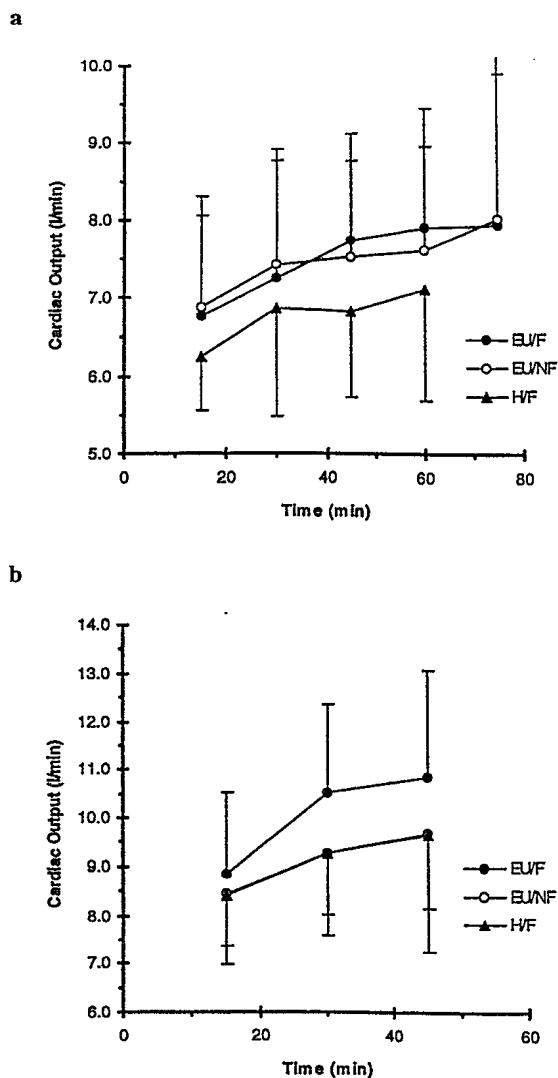 a
10.0
9.0
8.0
7.0
6.0
5.0
Cardiac Output (l/min)
EU/F
EU/NF
H/F
0
20
40
60
80
Time (min)
b
14.0
13.0
12.0
11.0
10.0
9.0
8.0
7.0
6.0
Cardiac Output (l/min)
EU/F
EU/NF
H/F
0
20
40
60
Time (min)